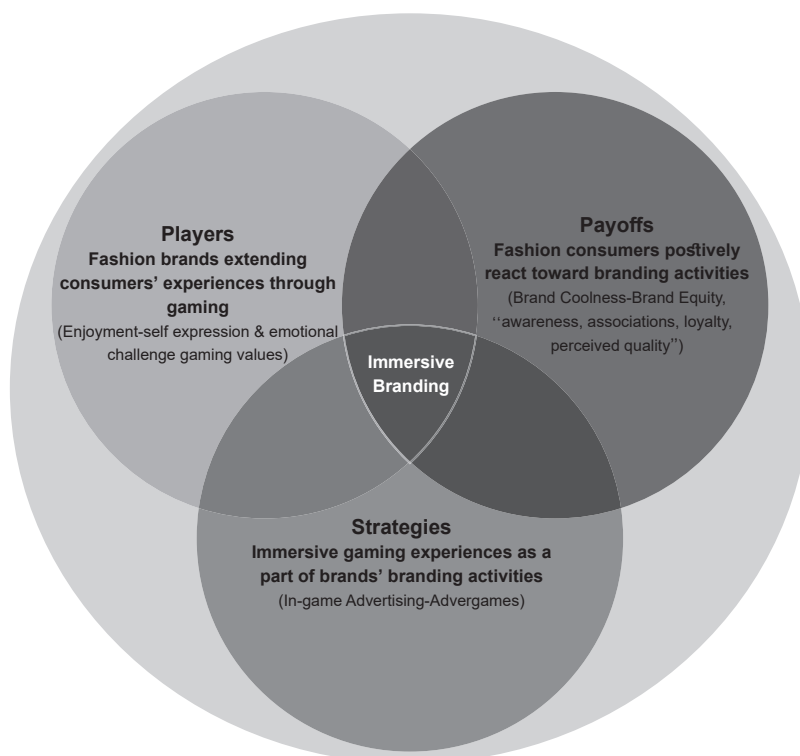 Players
Fashion brands extending
consumers’ experiences through
gaming
(Enjoyment-self expression & emotional
challenge gaming values)
Payoffs
Fashion consumers postively
react toward branding activities
(Brand Coolness-Brand Equity,
‘‘awareness, associations, loyalty,
perceived quality’’)
Immersive
Branding
Strategies
Immersive gaming experiences as a
part of brands’ branding activities
(In-game Advertising-Advergames)